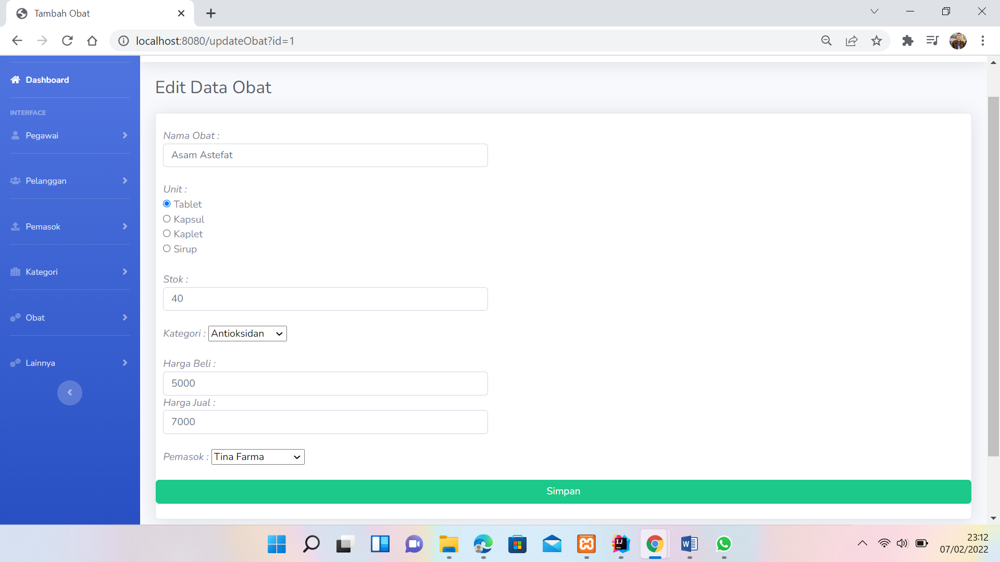 Tambah Obat
localhost:8080/updateObat?id=1
Dashboard
INTERFACE
Pegawai
Pelanggan
Pemasok
Kategori
Obat
Lainnya
Edit Data Obat
Nama Obat :
Asam Astefat
Unit :
Tablet
Kapsul
Kaplet
Sirup
Stok :
40
Kategori : Antioksidan
Harga Beli :
5000
Harga Jual :
7000
Pemasok : Tina Farma
Simpan
23:12
07/02/2022